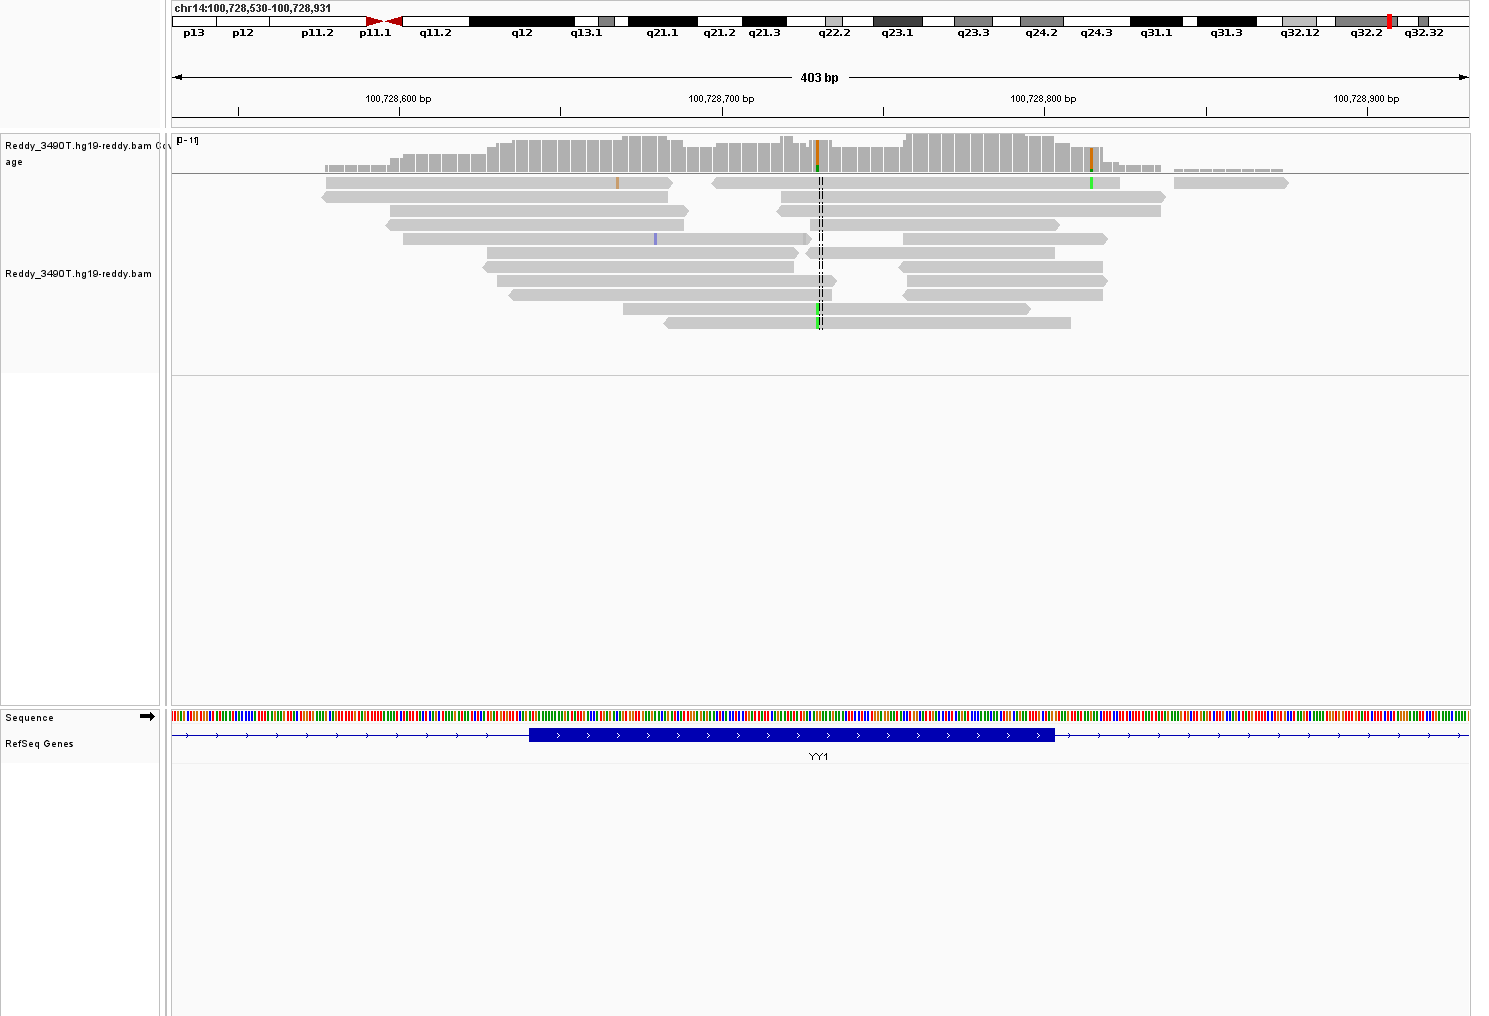 chr14:100,728,530-100,728,931
p13 p12 p11.2 p11.1 q11.2 q12 q13.1 q21.1 q21.2 q21.3 q22.2 q23.1 q23.3 q24.2 q24.3 q31.1 q31.3 q32.12 q32.2 q32.32
403 bp
100,728,600 bp 100,728,700 bp 100,728,800 bp 100,728,900 bp
Reddy_3490T.hg19-reddy.bam Cov
age
[0 - 11]
Reddy_3490T.hg19-reddy.bam
Sequence
RefSeq Genes
YY1